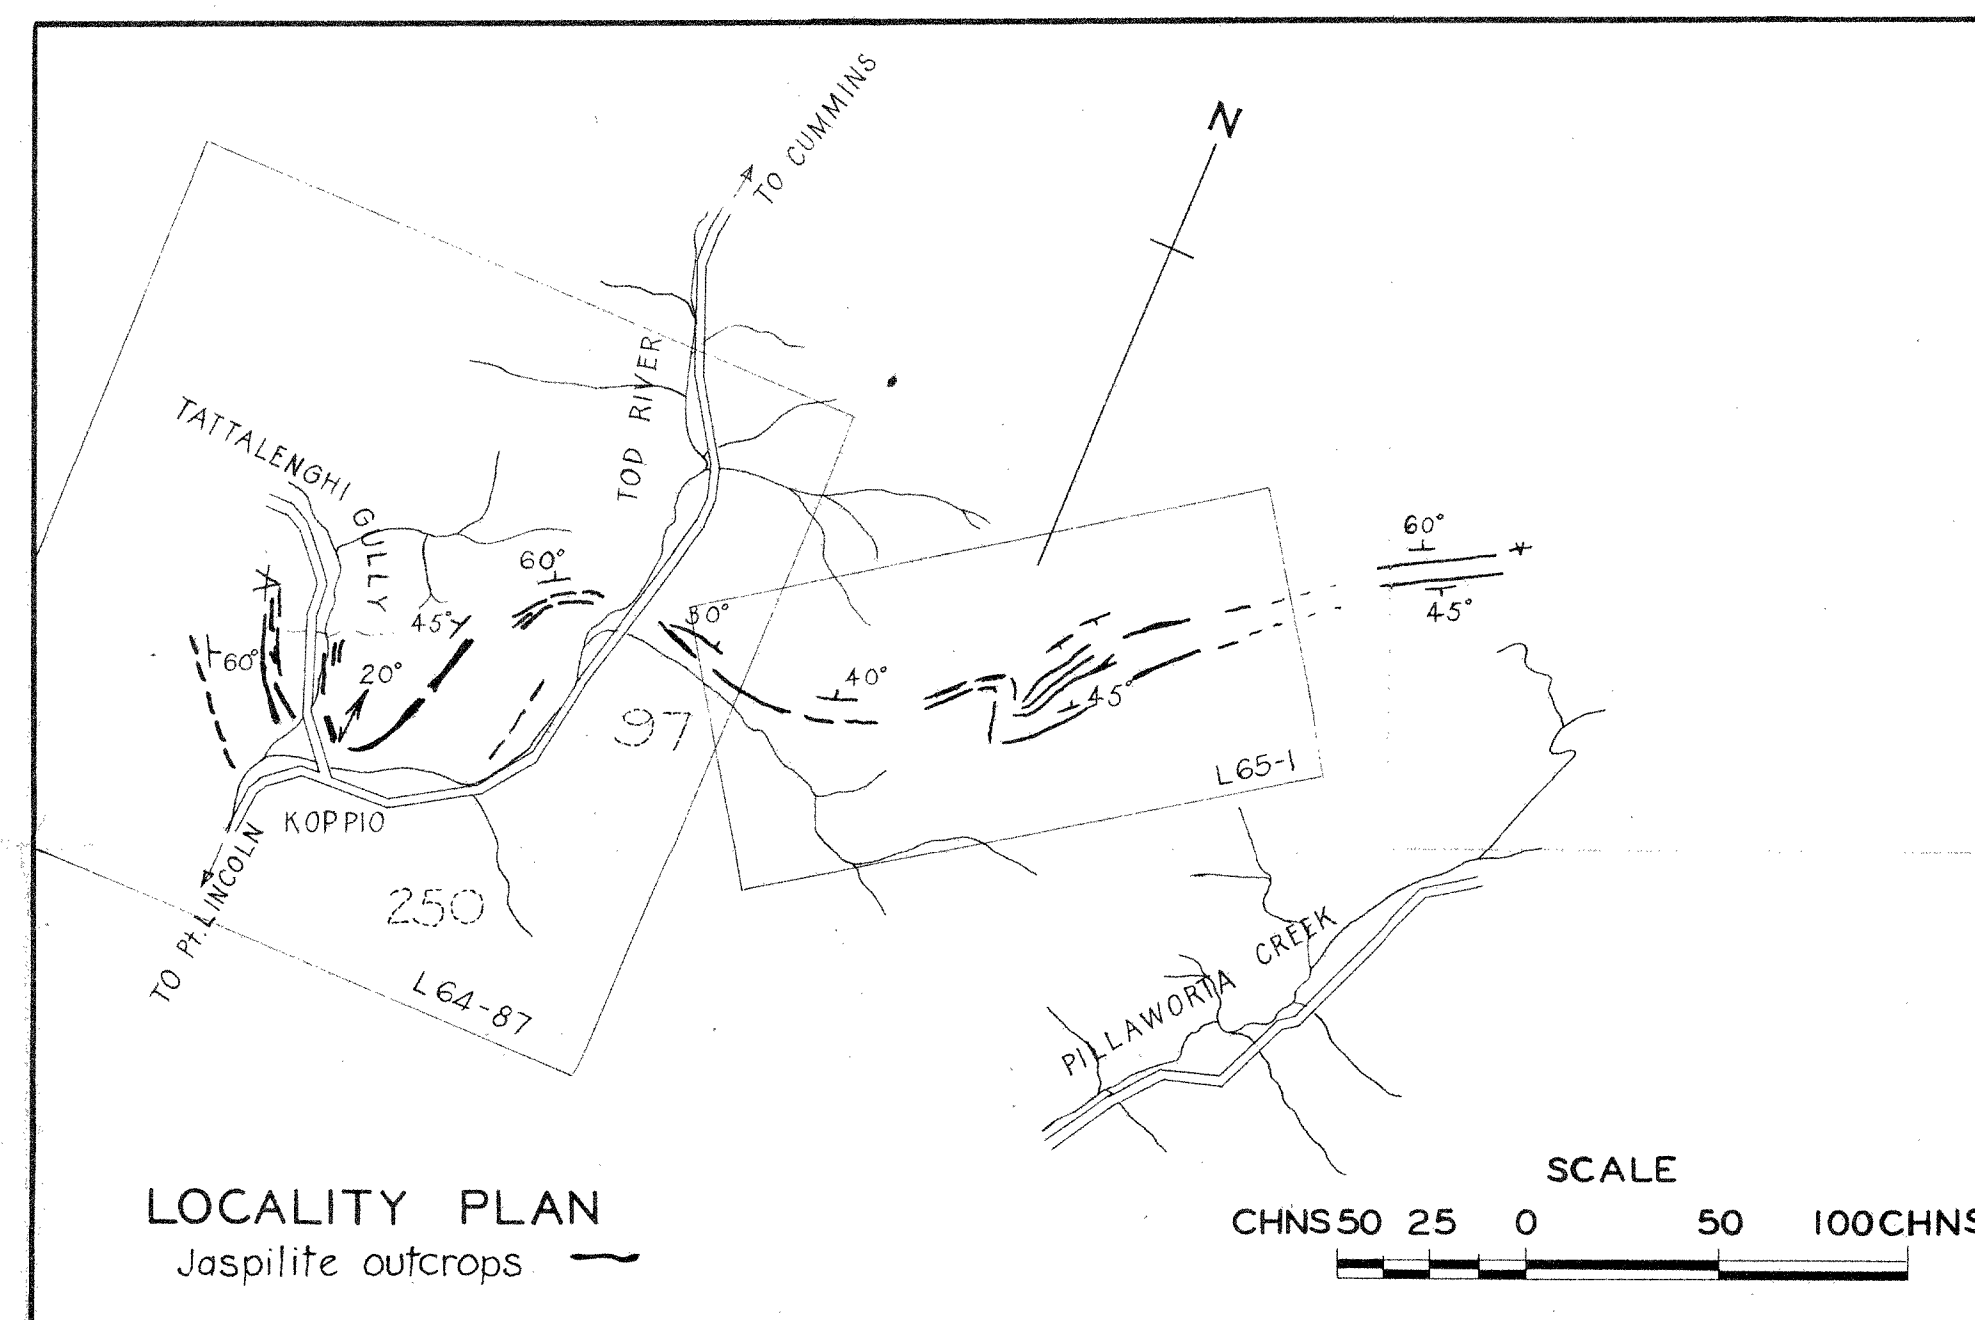 TO CUMMINS
N
TOD RIVER
TATTALENGHI GULLY
60°
45°
60°
20°
50°
40°
45°
60°
45°
97
L65-1
KOPPIO
TO Pt. LINCOLN
250
L64-87
PILLAWORTA CREEK
LOCALITY PLAN
Jaspilite outcrops
SCALE
CHNS 50 25 0 50 100 CHNS